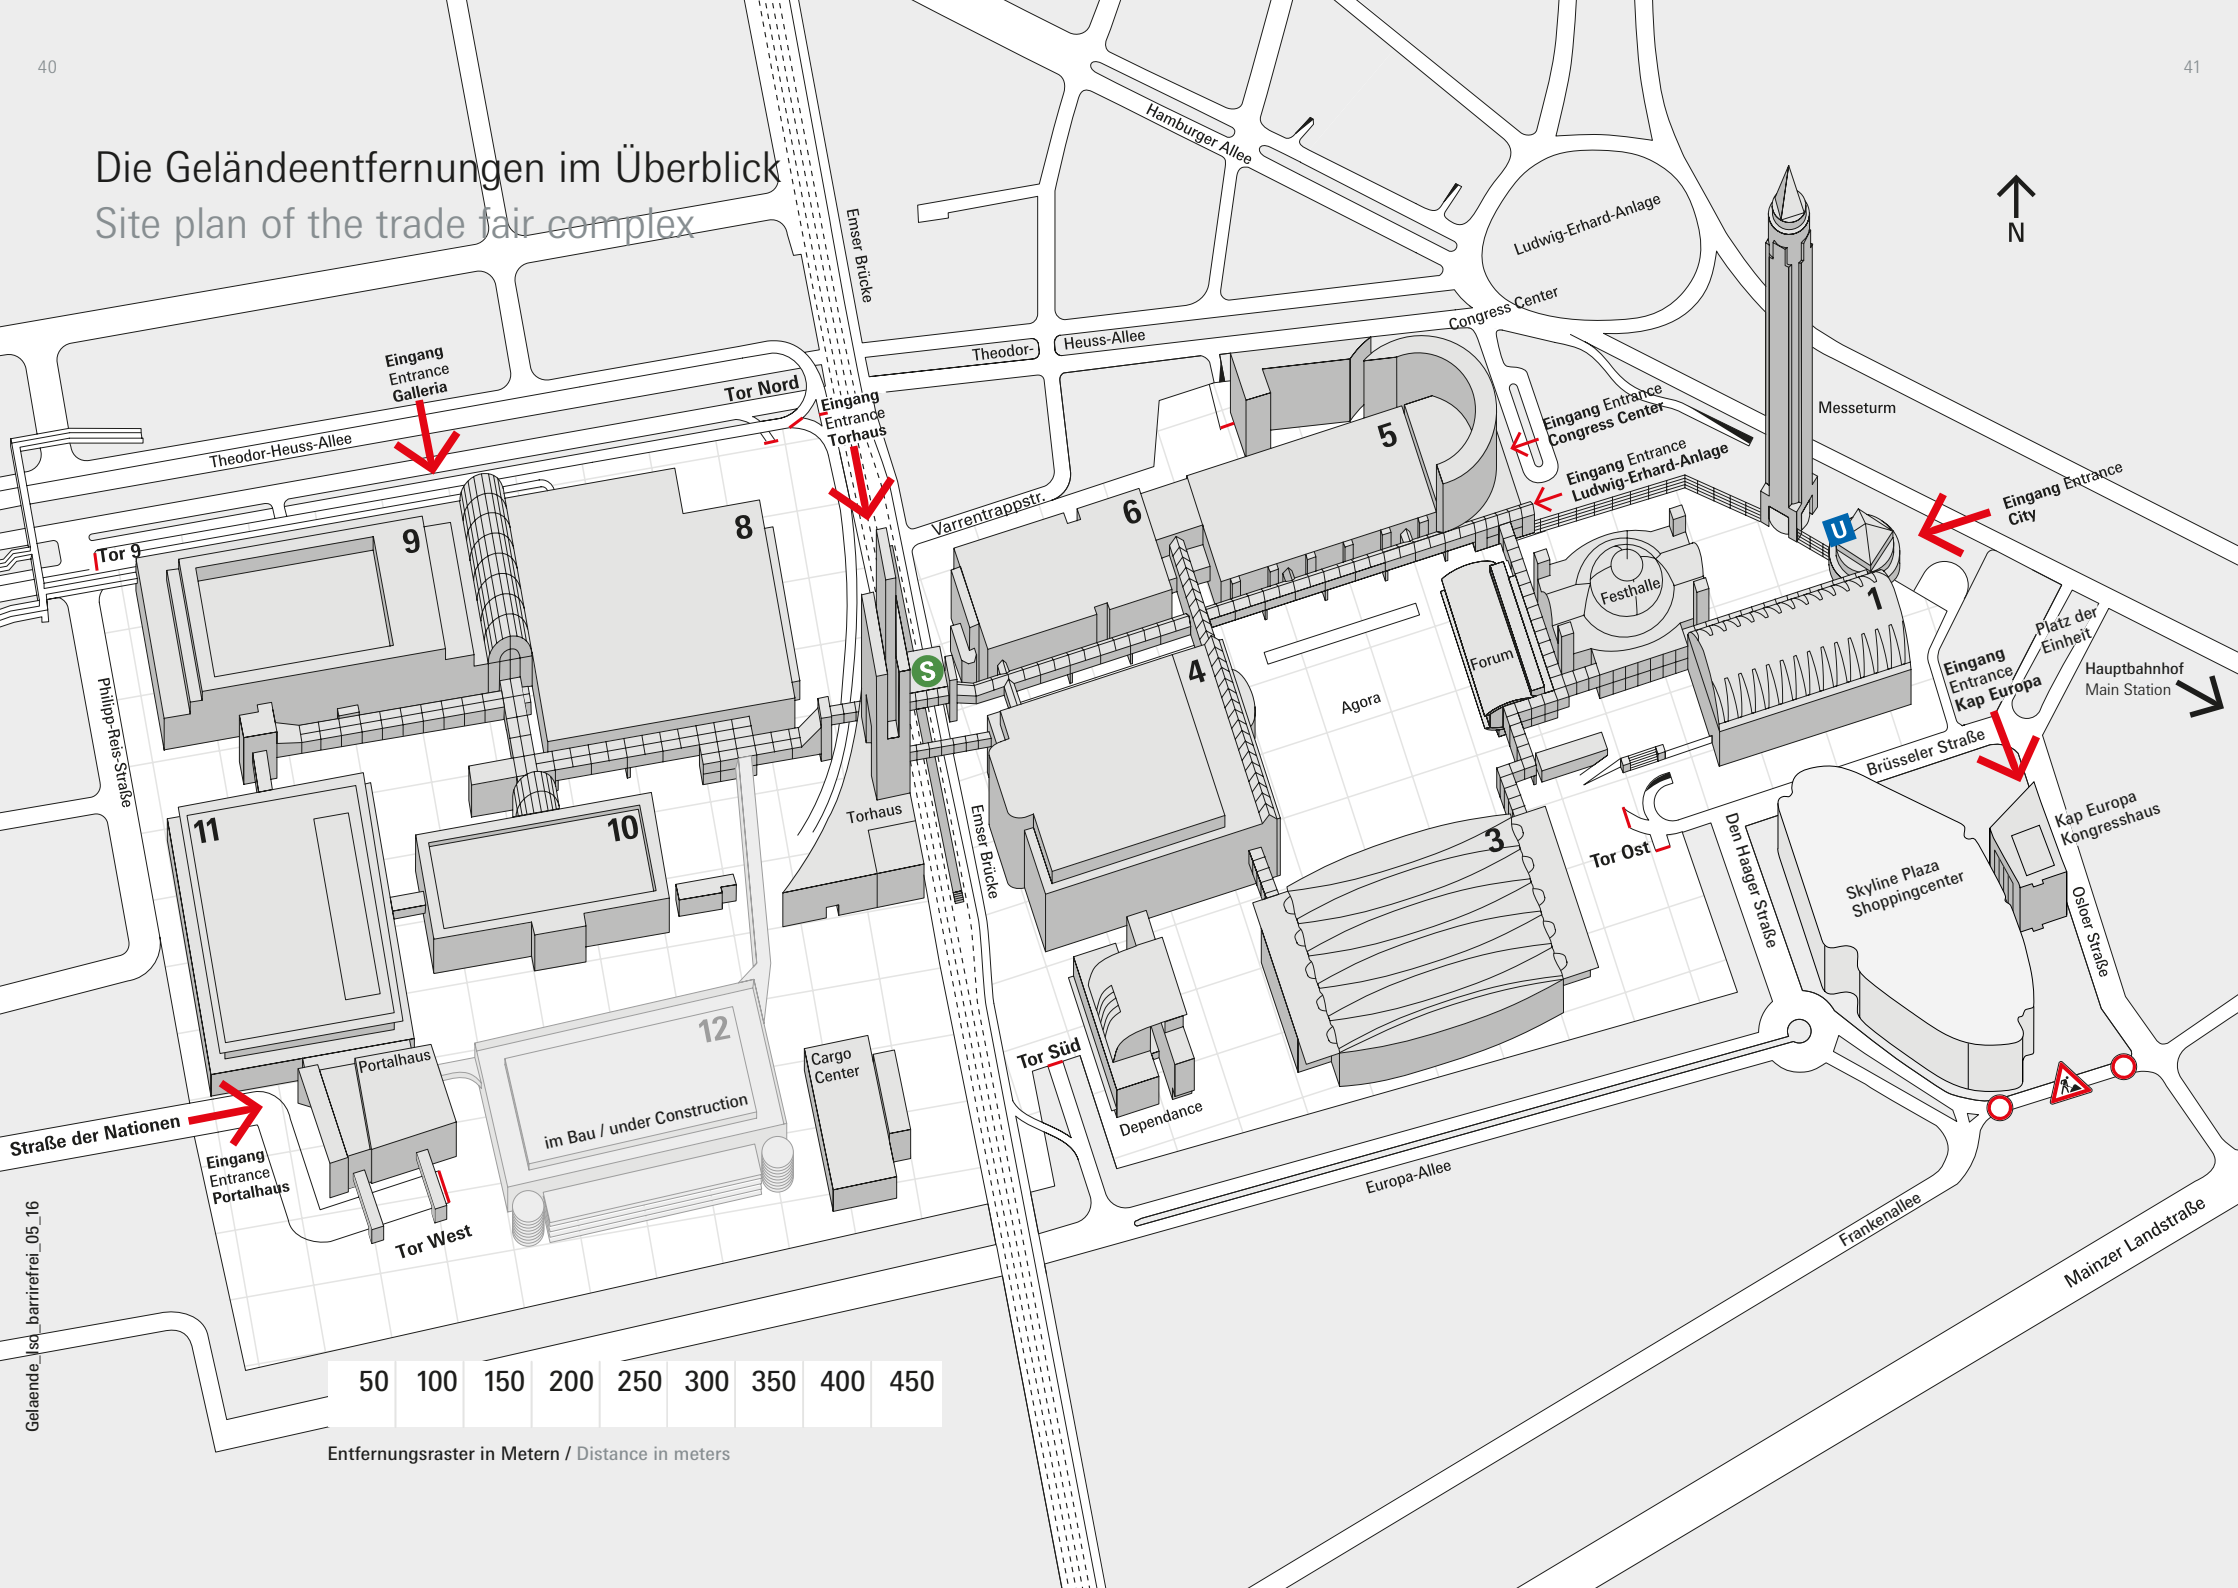 40
41
Die Geländeentfernungen im Überblick
Site plan of the trade fair complex
N
Hamburger Allee
Emser Brücke
Ludwig-Erhard-Anlage
Congress Center
Theodor-
Heuss-Allee
Eingang
Entrance
Galleria
Tor Nord
Eingang
Entrance
Torhaus
Theodor-Heuss-Allee
Messeturm
Eingang Entrance
Congress Center
Eingang Entrance
Ludwig-Erhard-Anlage
Eingang Entrance
City
U
Varrentrappstr.
5
6
8
9
Tor 9
Festhalle
1
Platz der
Einheit
Hauptbahnhof
Main Station
Eingang
Entrance
Kap Europa
Forum
S
4
Agora
Philipp-Reis-Straße
Brüsseler Straße
Torhaus
Emser Brücke
11
10
3
Tor Ost
Den Haager Straße
Kap Europa
Kongresshaus
Skyline Plaza
Shoppingcenter
Osloer Straße
12
im Bau / under Construction
Cargo
Center
Tor Süd
Portalhaus
Dependance
Straße der Nationen
Eingang
Entrance
Portalhaus
Tor West
Europa-Allee
Frankenallee
Mainzer Landstraße
Gelaende_Iso_barrirefrei_05_16
50 100 150 200 250 300 350 400 450
Entfernungsraster in Metern / Distance in meters